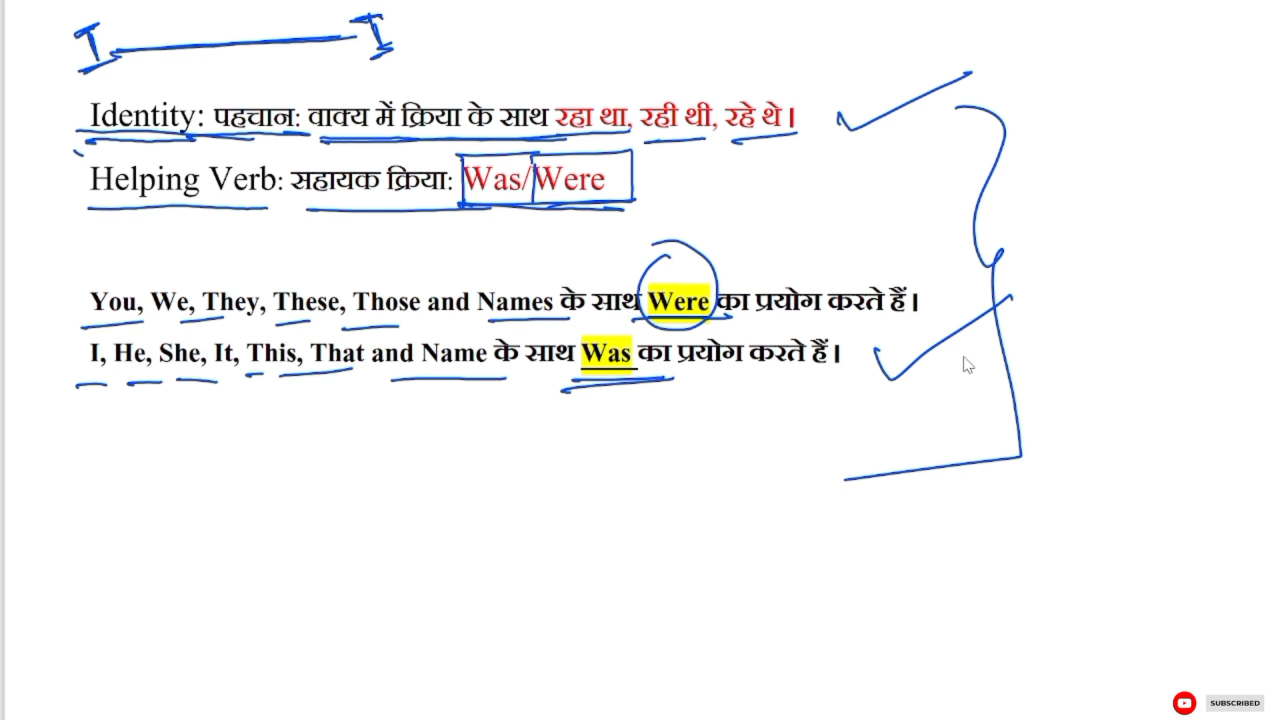 I I
Identity: पहचान: वाक्य में क्रिया के साथ रहा था, रही थी, रहे थे।
Helping Verb: सहायक क्रिया: Was/Were
You, We, They, These, Those and Names के साथ Were का प्रयोग करते हैं।
I, He, She, It, This, That and Name के साथ Was का प्रयोग करते हैं।
SUBSCRIBED